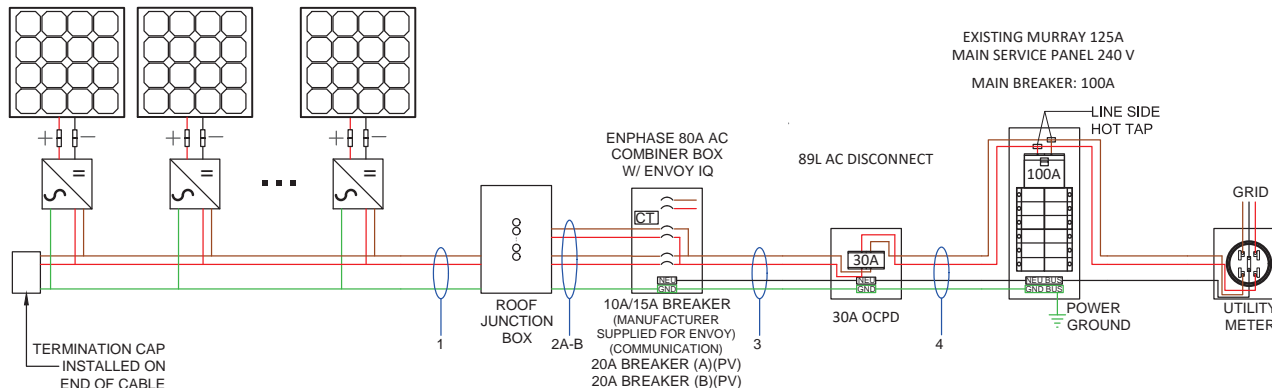 EXISTING MURRAY 125A
MAIN SERVICE PANEL 240 V
MAIN BREAKER: 100A
LINE SIDE
HOT TAP
ENPHASE 80A AC
COMBINER BOX
W/ ENVOY IQ
89L AC DISCONNECT
100A
GRID
CT
30A
NEU
GND
NEU
GND
NEU BUS
GND BUS
ROOF
JUNCTION
BOX
10A/15A BREAKER
(MANUFACTURER
SUPPLIED FOR ENVOY)
(COMMUNICATION)
20A BREAKER (A)(PV)
20A BREAKER (B)(PV)
30A OCPD
POWER
GROUND
UTILITY
METER
1
2A-B
3
4
TERMINATION CAP
INSTALLED ON
END OF CABLE